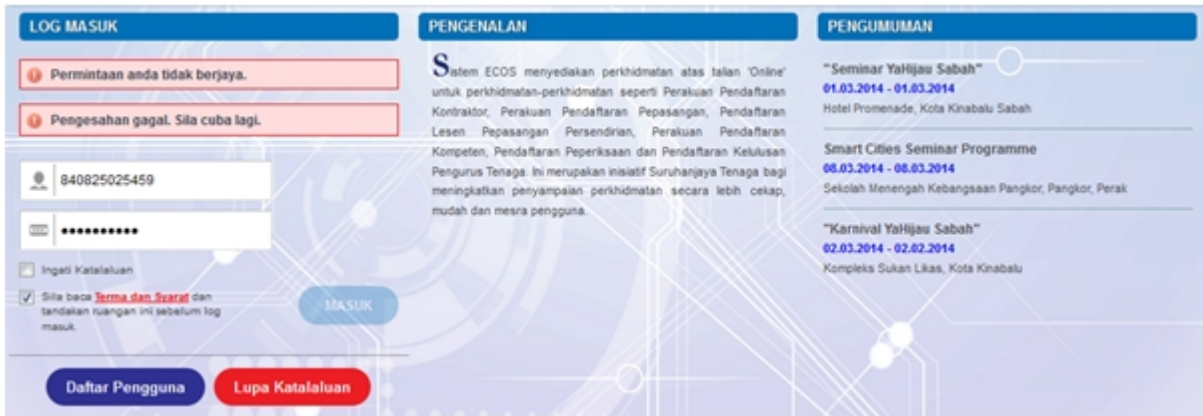 LOG MASUK
Permintaan anda tidak berjaya.
Pengesahan gagal. Sila cuba lagi.
840825025459
••••••••••
Ingati Katalaluan
Sila baca Terma dan Syarat dan
tandakan ruangan ini sebelum log
masuk.
MASUK
Daftar Pengguna
Lupa Katalaluan
PENGENALAN
Sistem ECOS menyediakan perkhidmatan atas talian 'Online'
untuk perkhidmatan-perkhidmatan seperti Perakuan Pendaftaran
Kontraktor, Perakuan Pendaftaran Pepasangan, Pendaftaran
Lesen Pepasangan Persendirian, Perakuan Pendaftaran
Kompeten, Pendaftaran Peperiksaan dan Pendaftaran Kelulusan
Pengurus Tenaga. Ini merupakan inisiatif Suruhanjaya Tenaga bagi
meningkatkan penyampaian perkhidmatan secara lebih cekap,
mudah dan mesra pengguna.
PENGUMUMAN
"Seminar YaHijau Sabah"
01.03.2014 - 01.03.2014
Hotel Promenade, Kota Kinabalu Sabah
Smart Cities Seminar Programme
08.03.2014 - 08.03.2014
Sekolah Menengah Kebangsaan Pangkor, Pangkor, Perak
"Karnival YaHijau Sabah"
02.03.2014 - 02.02.2014
Kompleks Sukan Likas, Kota Kinabalu